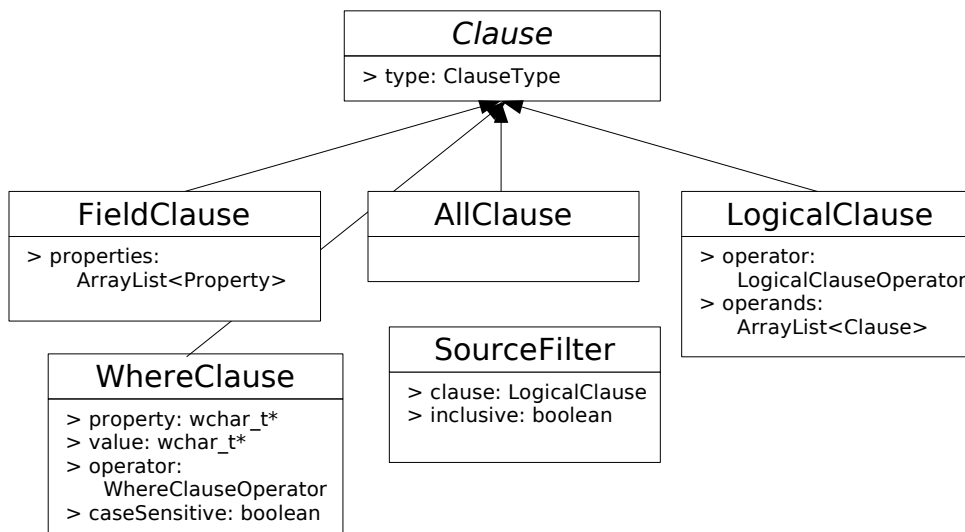 Clause
> type: ClauseType
FieldClause
> properties:
ArrayList<Property>
AllClause
LogicalClause
> operator:
LogicalClauseOperator
> operands:
ArrayList<Clause>
WhereClause
> property: wchar_t*
> value: wchar_t*
> operator:
WhereClauseOperator
> caseSensitive: boolean
SourceFilter
> clause: LogicalClause
> inclusive: boolean